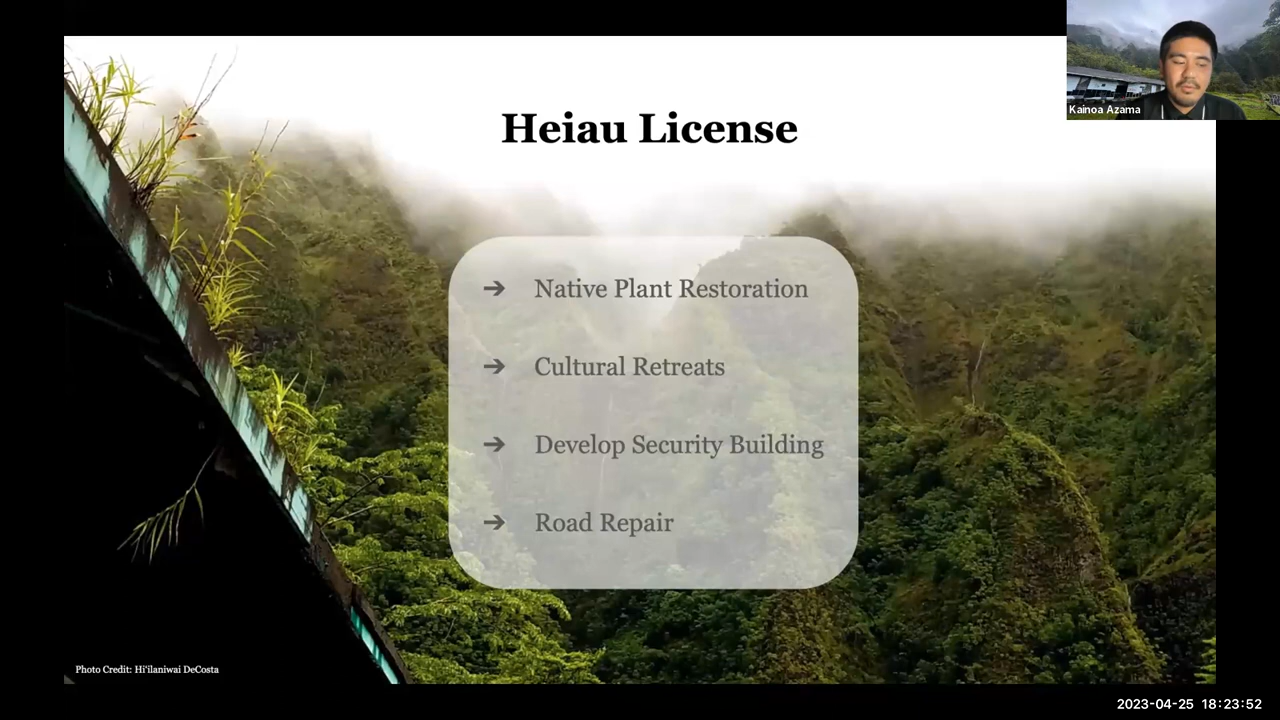 Kainoa Azama
Heiau License
➔ Native Plant Restoration
➔ Cultural Retreats
➔ Develop Security Building
➔ Road Repair
Photo Credit: Hi'ilaniwai DeCosta
2023-04-25 18:23:52